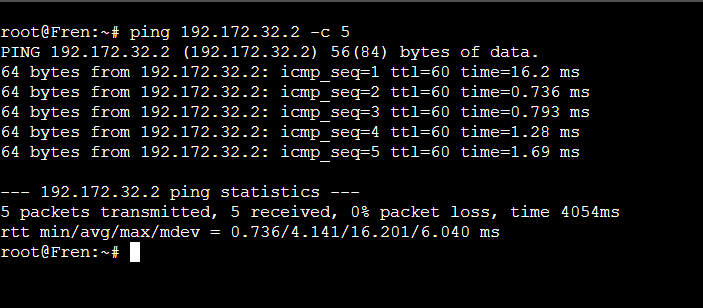 root@Fren:~# ping 192.172.32.2 -c 5
PING 192.172.32.2 (192.172.32.2) 56(84) bytes of data.
64 bytes from 192.172.32.2: icmp_seq=1 ttl=60 time=16.2 ms
64 bytes from 192.172.32.2: icmp_seq=2 ttl=60 time=0.736 ms
64 bytes from 192.172.32.2: icmp_seq=3 ttl=60 time=0.793 ms
64 bytes from 192.172.32.2: icmp_seq=4 ttl=60 time=1.28 ms
64 bytes from 192.172.32.2: icmp_seq=5 ttl=60 time=1.69 ms
--- 192.172.32.2 ping statistics ---
5 packets transmitted, 5 received, 0% packet loss, time 4054ms
rtt min/avg/max/mdev = 0.736/4.141/16.201/6.040 ms
root@Fren:~#